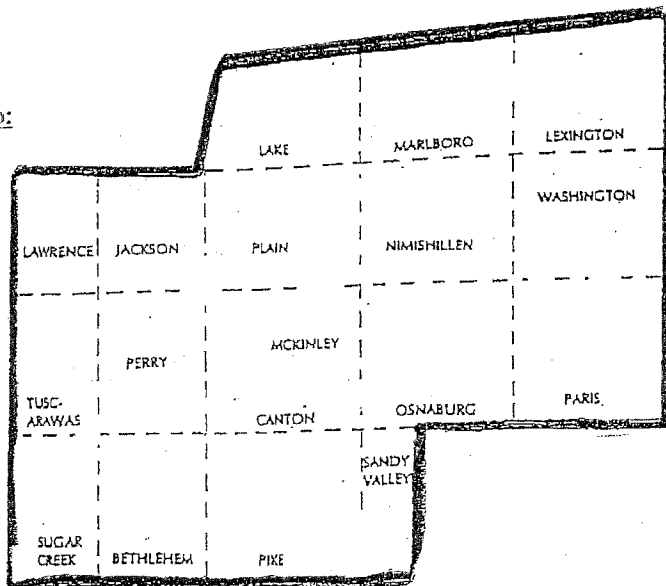 LAKE
MARLBORO
LEXINGTON
WASHINGTON
LAWRENCE
JACKSON
PLAIN
NIMISHILLEN
PERRY
MCKINLEY
TUSC-
ARAWAS
CANTON
OSNABURG
PARIS
SANDY
VALLEY
SUGAR
CREEK
BETHLEHEM
PIKE